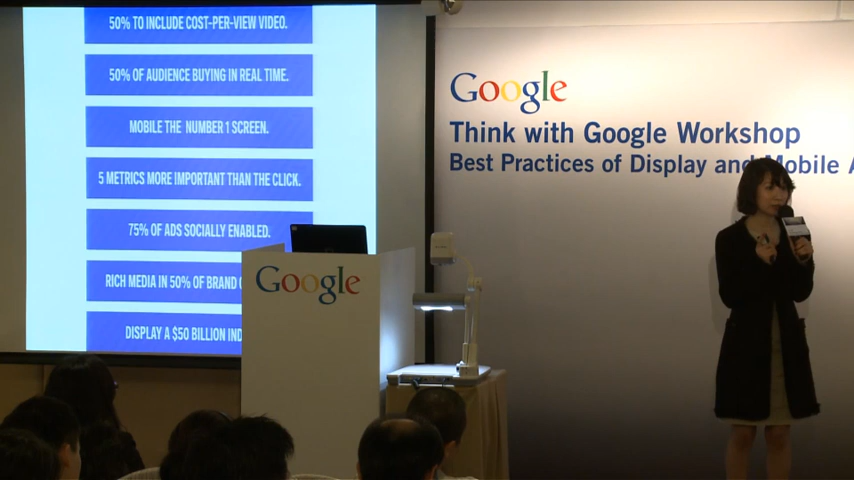 50% TO INCLUDE COST-PER-VIEW VIDEO.
50% OF AUDIENCE BUYING IN REAL TIME.
MOBILE THE NUMBER 1 SCREEN.
5 METRICS MORE IMPORTANT THAN THE CLICK.
75% OF ADS SOCIALLY ENABLED.
RICH MEDIA IN 50% OF BRAND
DISPLAY A $50 BILLION
Google
Google
Think with Google Workshop
Best Practices of Display and Mobile